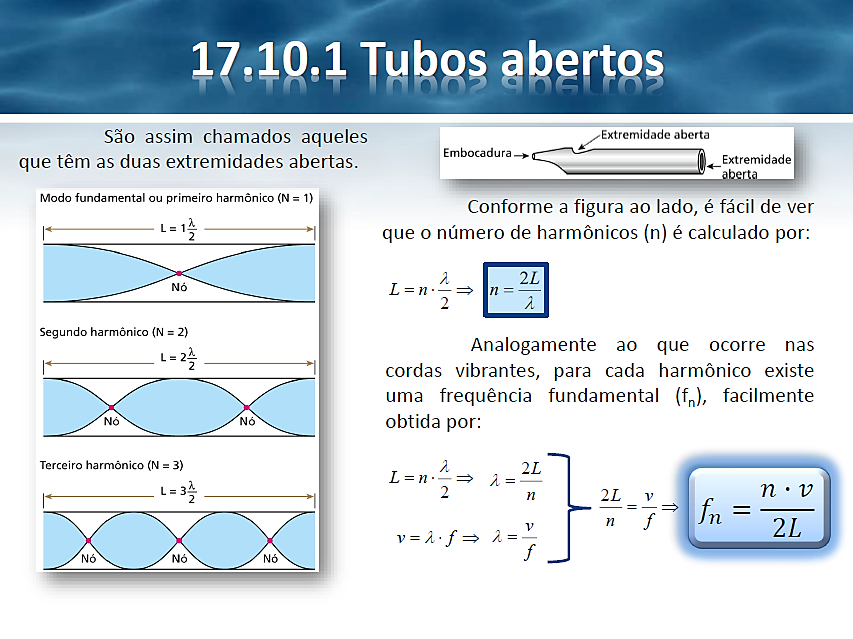 17.10.1 Tubos abertos
São assim chamados aqueles
que têm as duas extremidades abertas.
Modo fundamental ou primeiro harmônico (N = 1)
L = 1 λ/2
Nó
Segundo harmônico (N = 2)
L = 2 λ/2
Nó Nó
Terceiro harmônico (N = 3)
L = 3 λ/2
Nó Nó Nó
Extremidade aberta
Embocadura
Extremidade
aberta
Conforme a figura ao lado, é fácil de ver
que o número de harmônicos (n) é calculado por:
L = n · λ/2 ⇒ n = 2L/λ
Analogamente ao que ocorre nas
cordas vibrantes, para cada harmônico existe
uma frequência fundamental (fₙ), facilmente
obtida por:
L = n · λ/2 ⇒ λ = 2L/n
v = λ · f ⇒ λ = v/f
2L/n = v/f ⇒
fₙ = n · v/2L